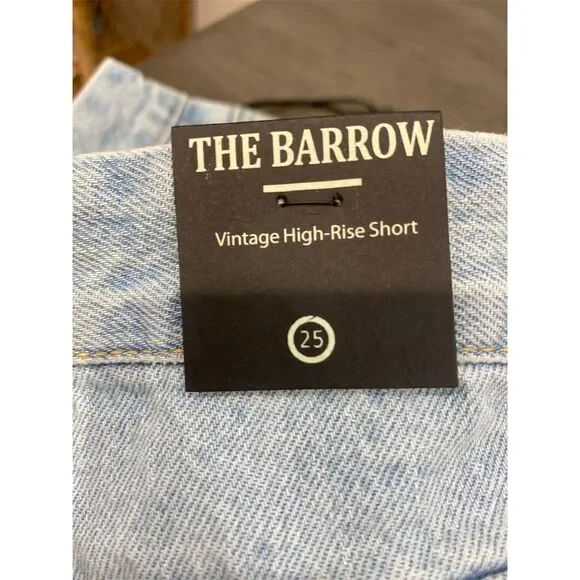 THE BARROW
Vintage High-Rise Short
25